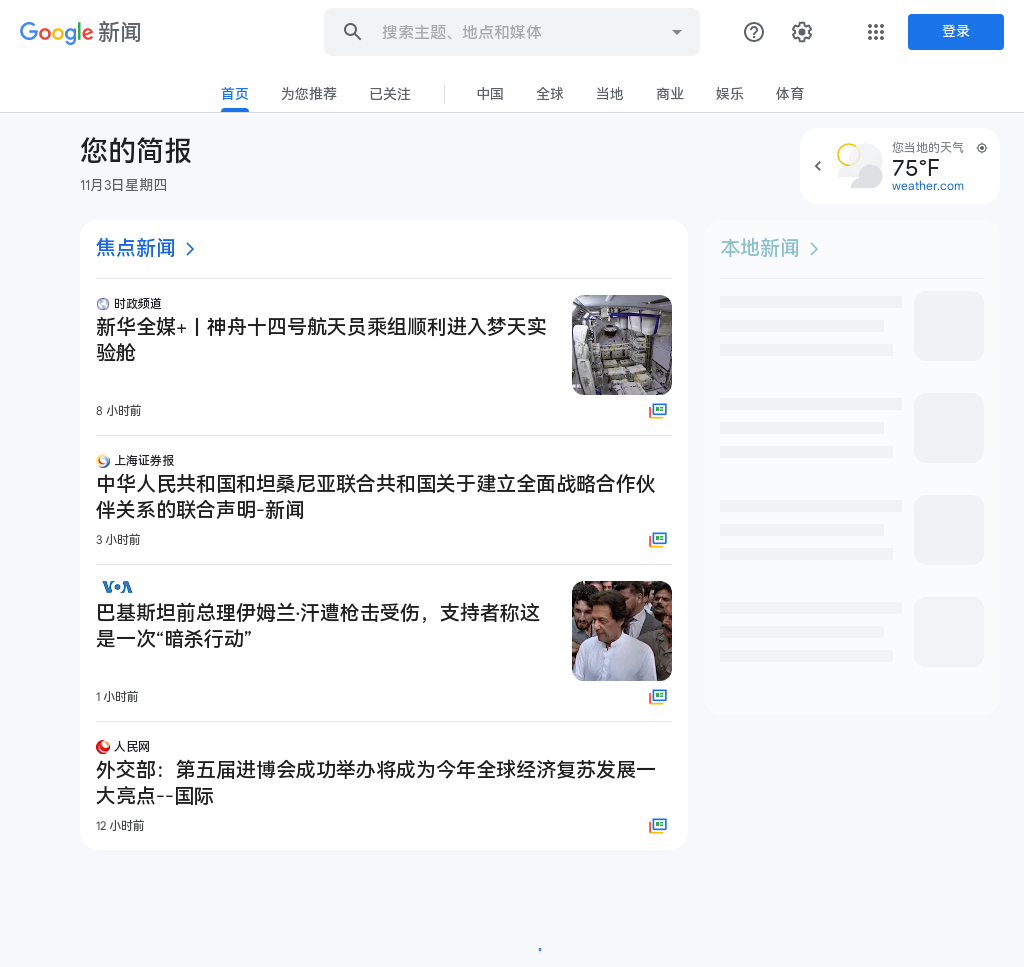 Google 新闻
搜索主题、地点和媒体
登录
首页
为您推荐
已关注
中国
全球
当地
商业
娱乐
体育
您的简报
11月3日星期四
您当地的天气
75°F
weather.com
焦点新闻
时政频道
新华全媒+丨神舟十四号航天员乘组顺利进入梦天实
验舱
8 小时前
上海证券报
中华人民共和国和坦桑尼亚联合共和国关于建立全面战略合作伙
伴关系的联合声明-新闻
3 小时前
VOA
巴基斯坦前总理伊姆兰·汗遭枪击受伤，支持者称这
是一次“暗杀行动”
1 小时前
人民网
外交部：第五届进博会成功举办将成为今年全球经济复苏发展一
大亮点--国际
12 小时前
本地新闻